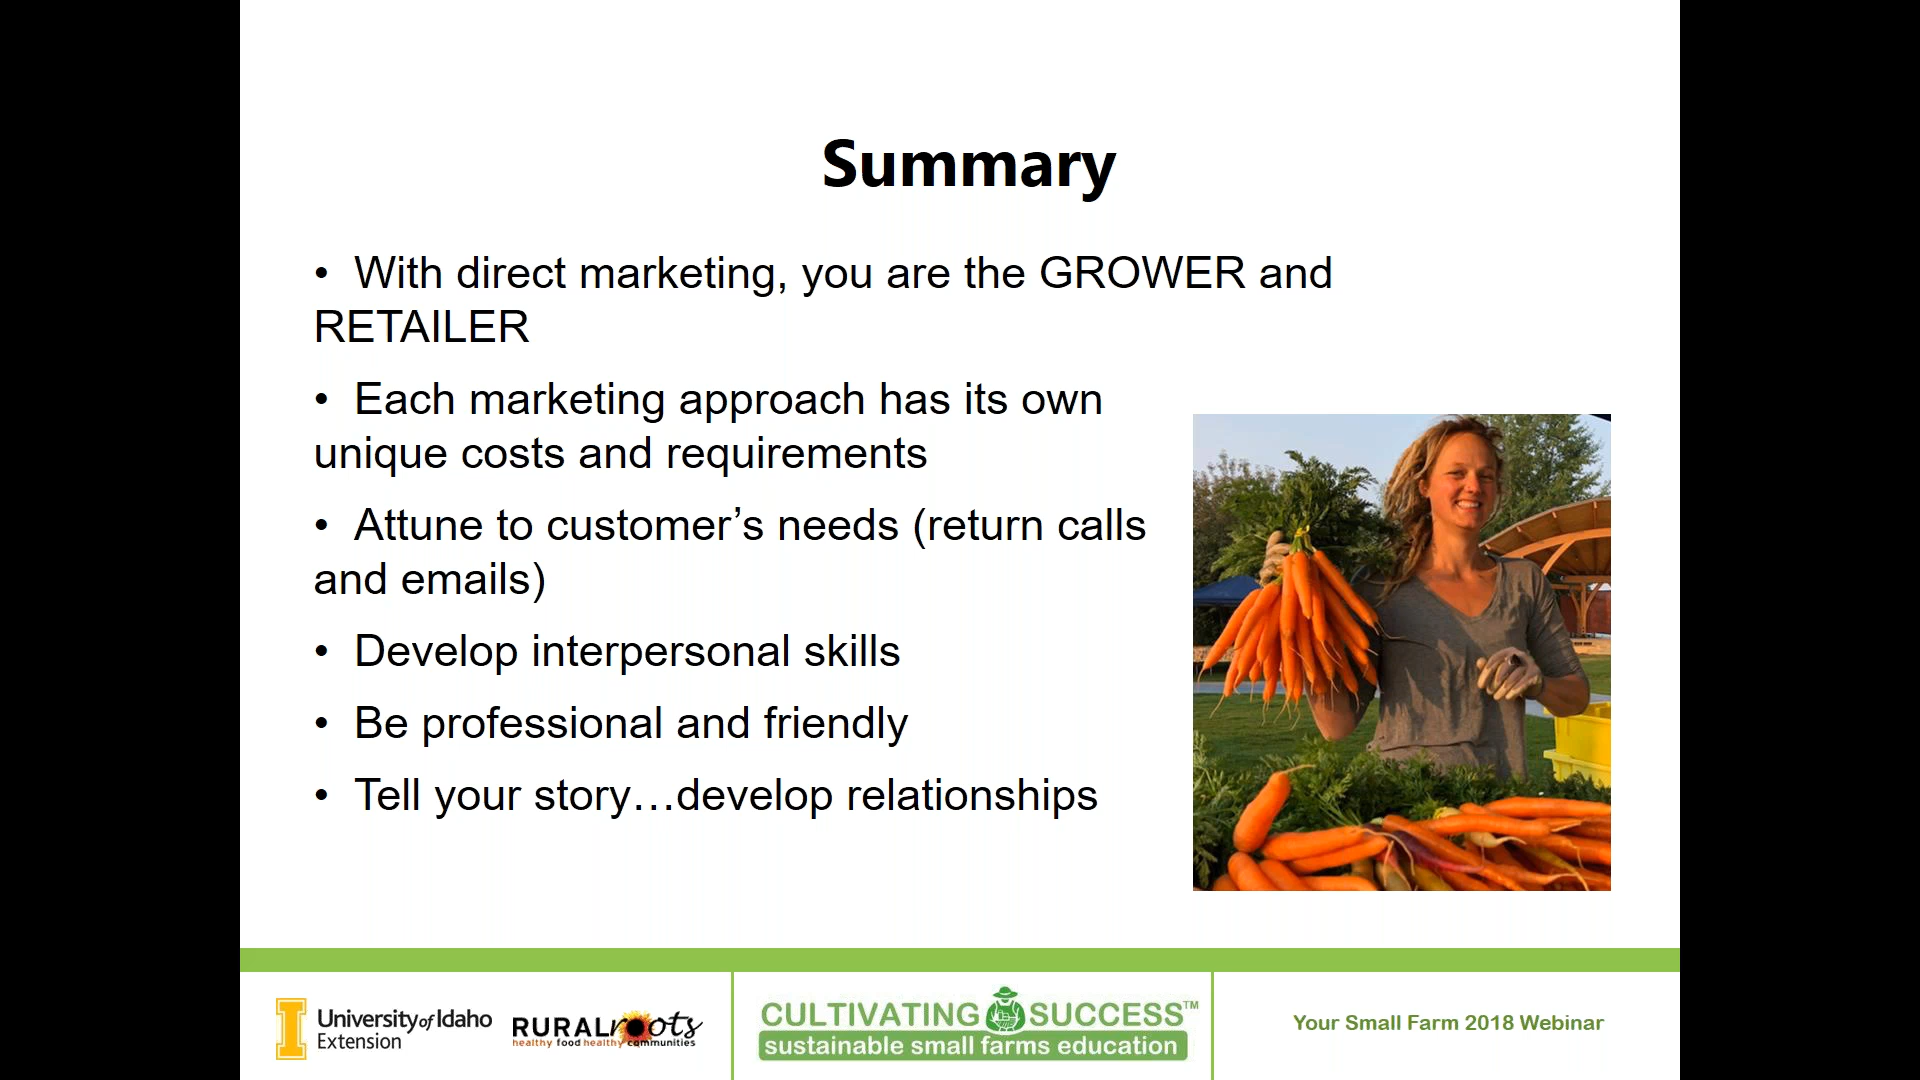 Summary
• With direct marketing, you are the GROWER and
RETAILER
• Each marketing approach has its own
unique costs and requirements
• Attune to customer’s needs (return calls
and emails)
• Develop interpersonal skills
• Be professional and friendly
• Tell your story…develop relationships
I University of Idaho
Extension
RURAL roots
healthy food healthy communities
CULTIVATING SUCCESS™
sustainable small farms education
Your Small Farm 2018 Webinar